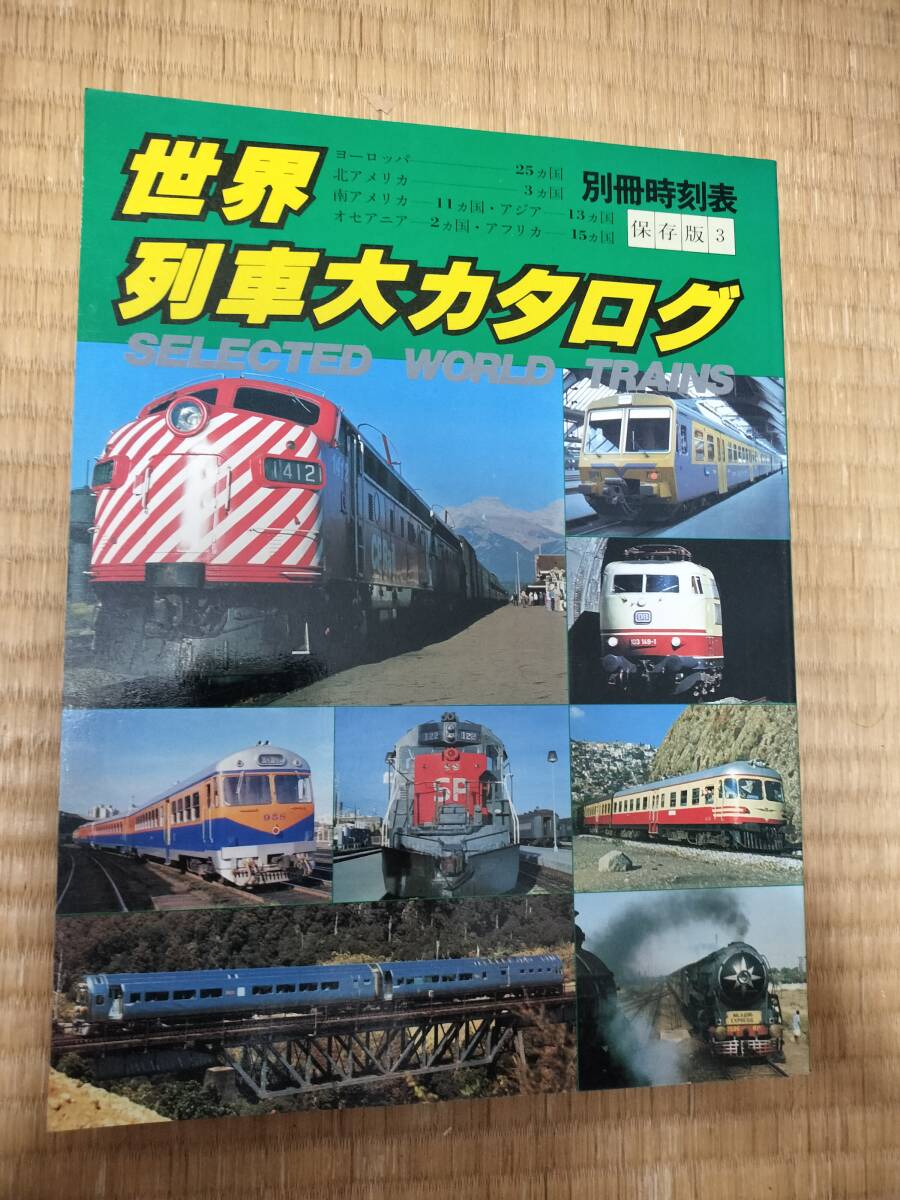 世界
列車大カタログ
ヨーロッパ――――25ヵ国
北アメリカ――――3ヵ国
南アメリカ――11ヵ国・アジア――13ヵ国
オセアニア――2ヵ国・アフリカ――15ヵ国
別冊時刻表
保存版3
SELECTED WORLD TRAINS
1412
DB
103 149-1
958
122 122
SP
EXPRESS